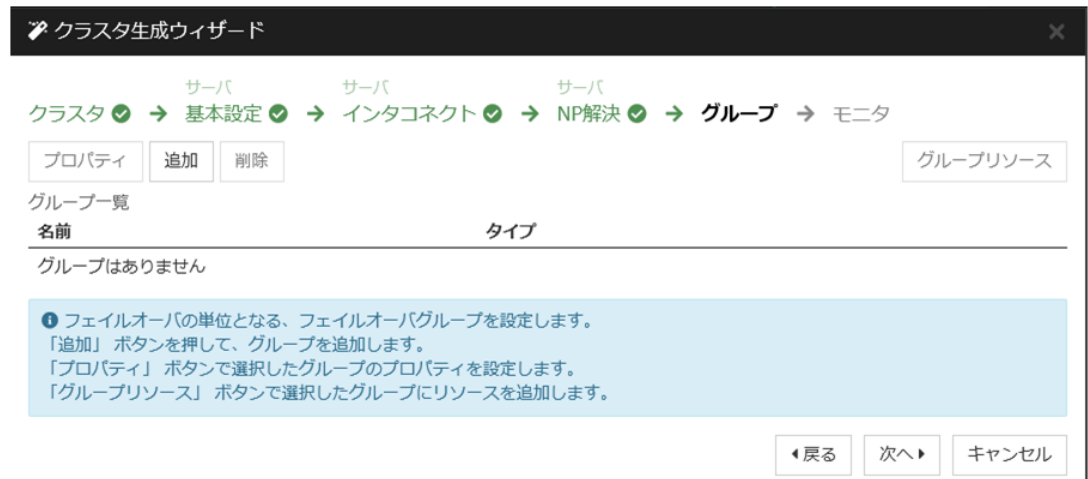 クラスタ生成ウィザード
サーバ サーバ サーバ
クラスタ → 基本設定 → インタコネクト → NP解決 → グループ → モニタ
プロパティ 追加 削除 グループリソース
グループ一覧
名前 タイプ
グループはありません
フェイルオーバの単位となる、フェイルオーバグループを設定します。
「追加」 ボタンを押して、グループを追加します。
「プロパティ」 ボタンで選択したグループのプロパティを設定します。
「グループリソース」 ボタンで選択したグループにリソースを追加します。
戻る 次へ キャンセル